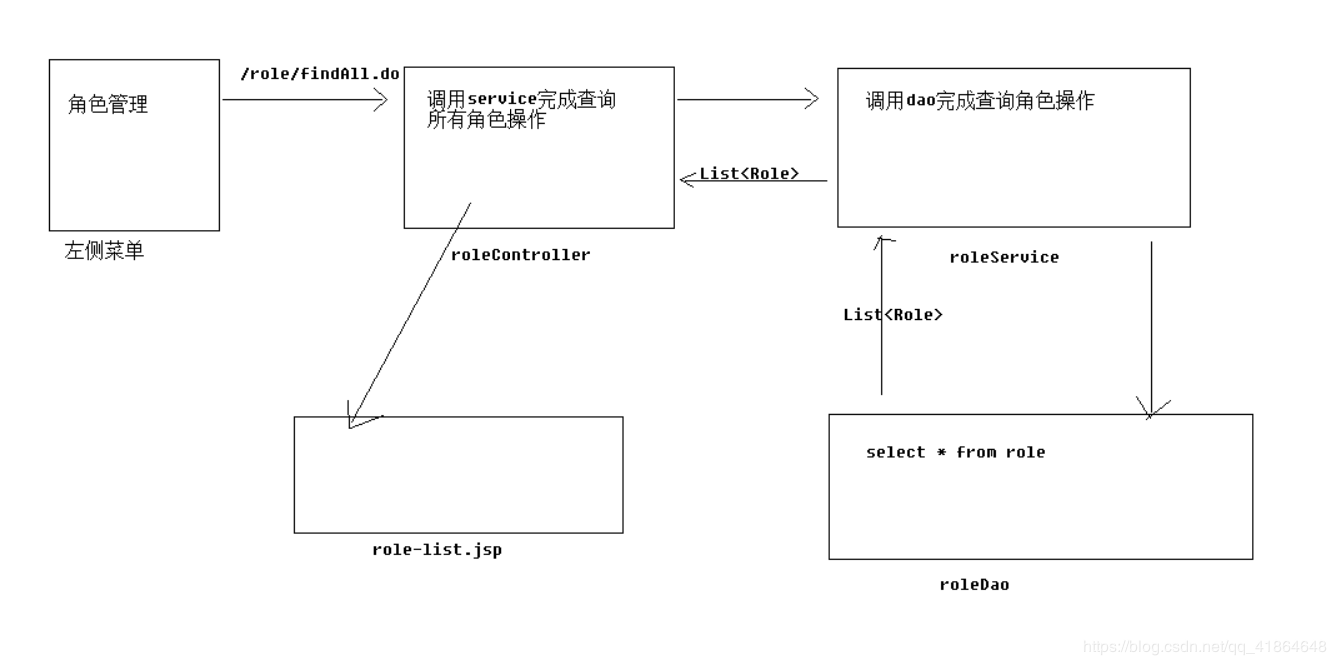 /role/findAll.do
角色管理
调用service完成查询
所有角色操作
调用dao完成查询角色操作
List<Role>
左侧菜单
roleController
roleService
List<Role>
select * from role
role-list.jsp
roleDao
https://blog.csdn.net/qq_41864648